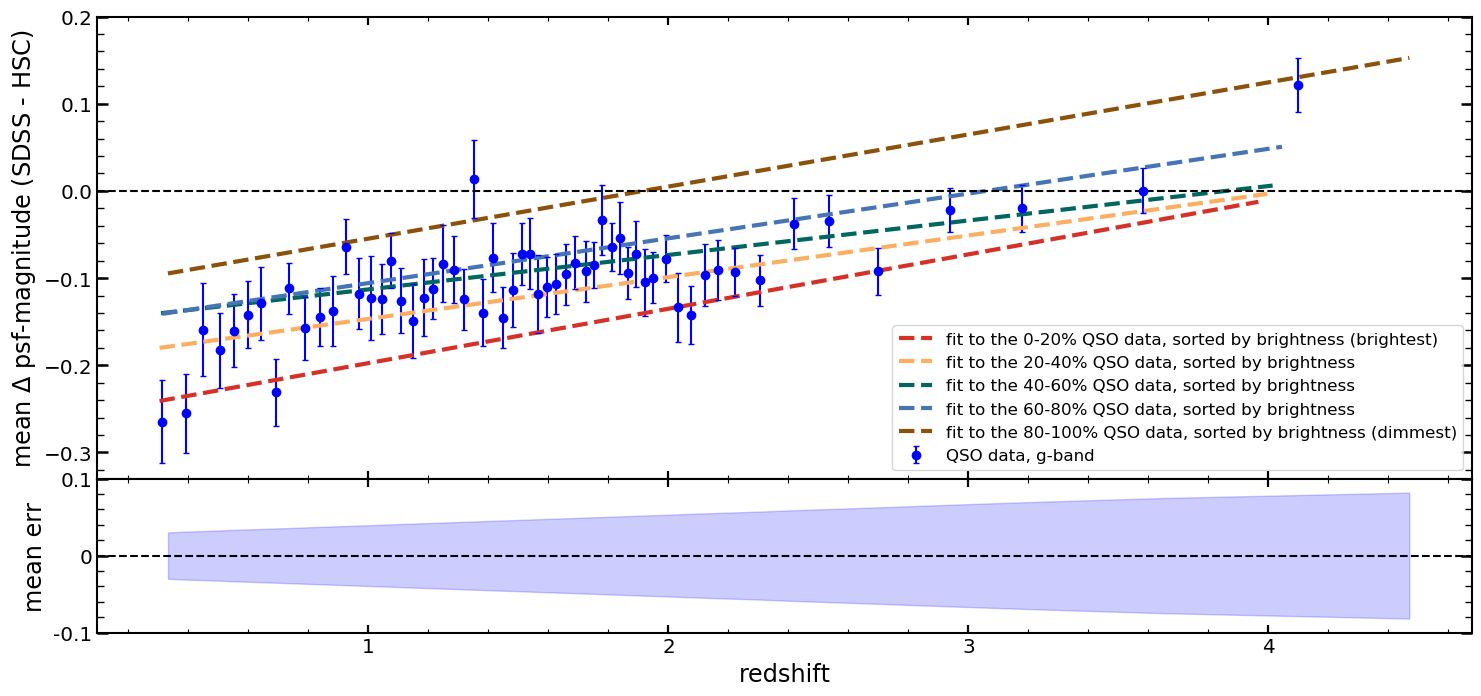 mean Δ psf-magnitude (SDSS - HSC)
0.2
0.1
0.0
−0.1
−0.2
−0.3
fit to the 0-20% QSO data, sorted by brightness (brightest)
fit to the 20-40% QSO data, sorted by brightness
fit to the 40-60% QSO data, sorted by brightness
fit to the 60-80% QSO data, sorted by brightness
fit to the 80-100% QSO data, sorted by brightness (dimmest)
QSO data, g-band
mean err
0.1
0
-0.1
1 2 3 4
redshift